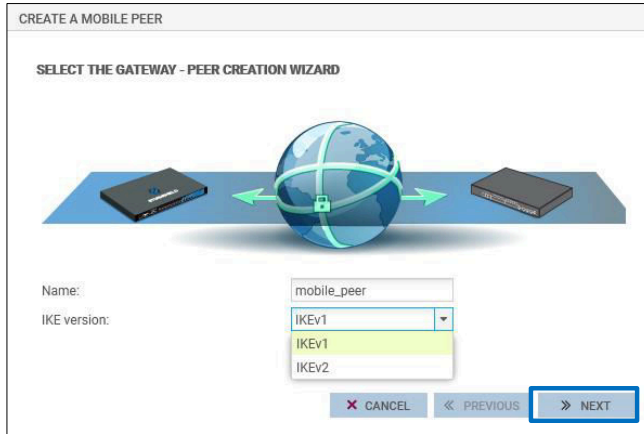 CREATE A MOBILE PEER
SELECT THE GATEWAY - PEER CREATION WIZARD
Name: mobile_peer
IKE version: IKEv1
IKEv1
IKEv2
CANCEL PREVIOUS NEXT